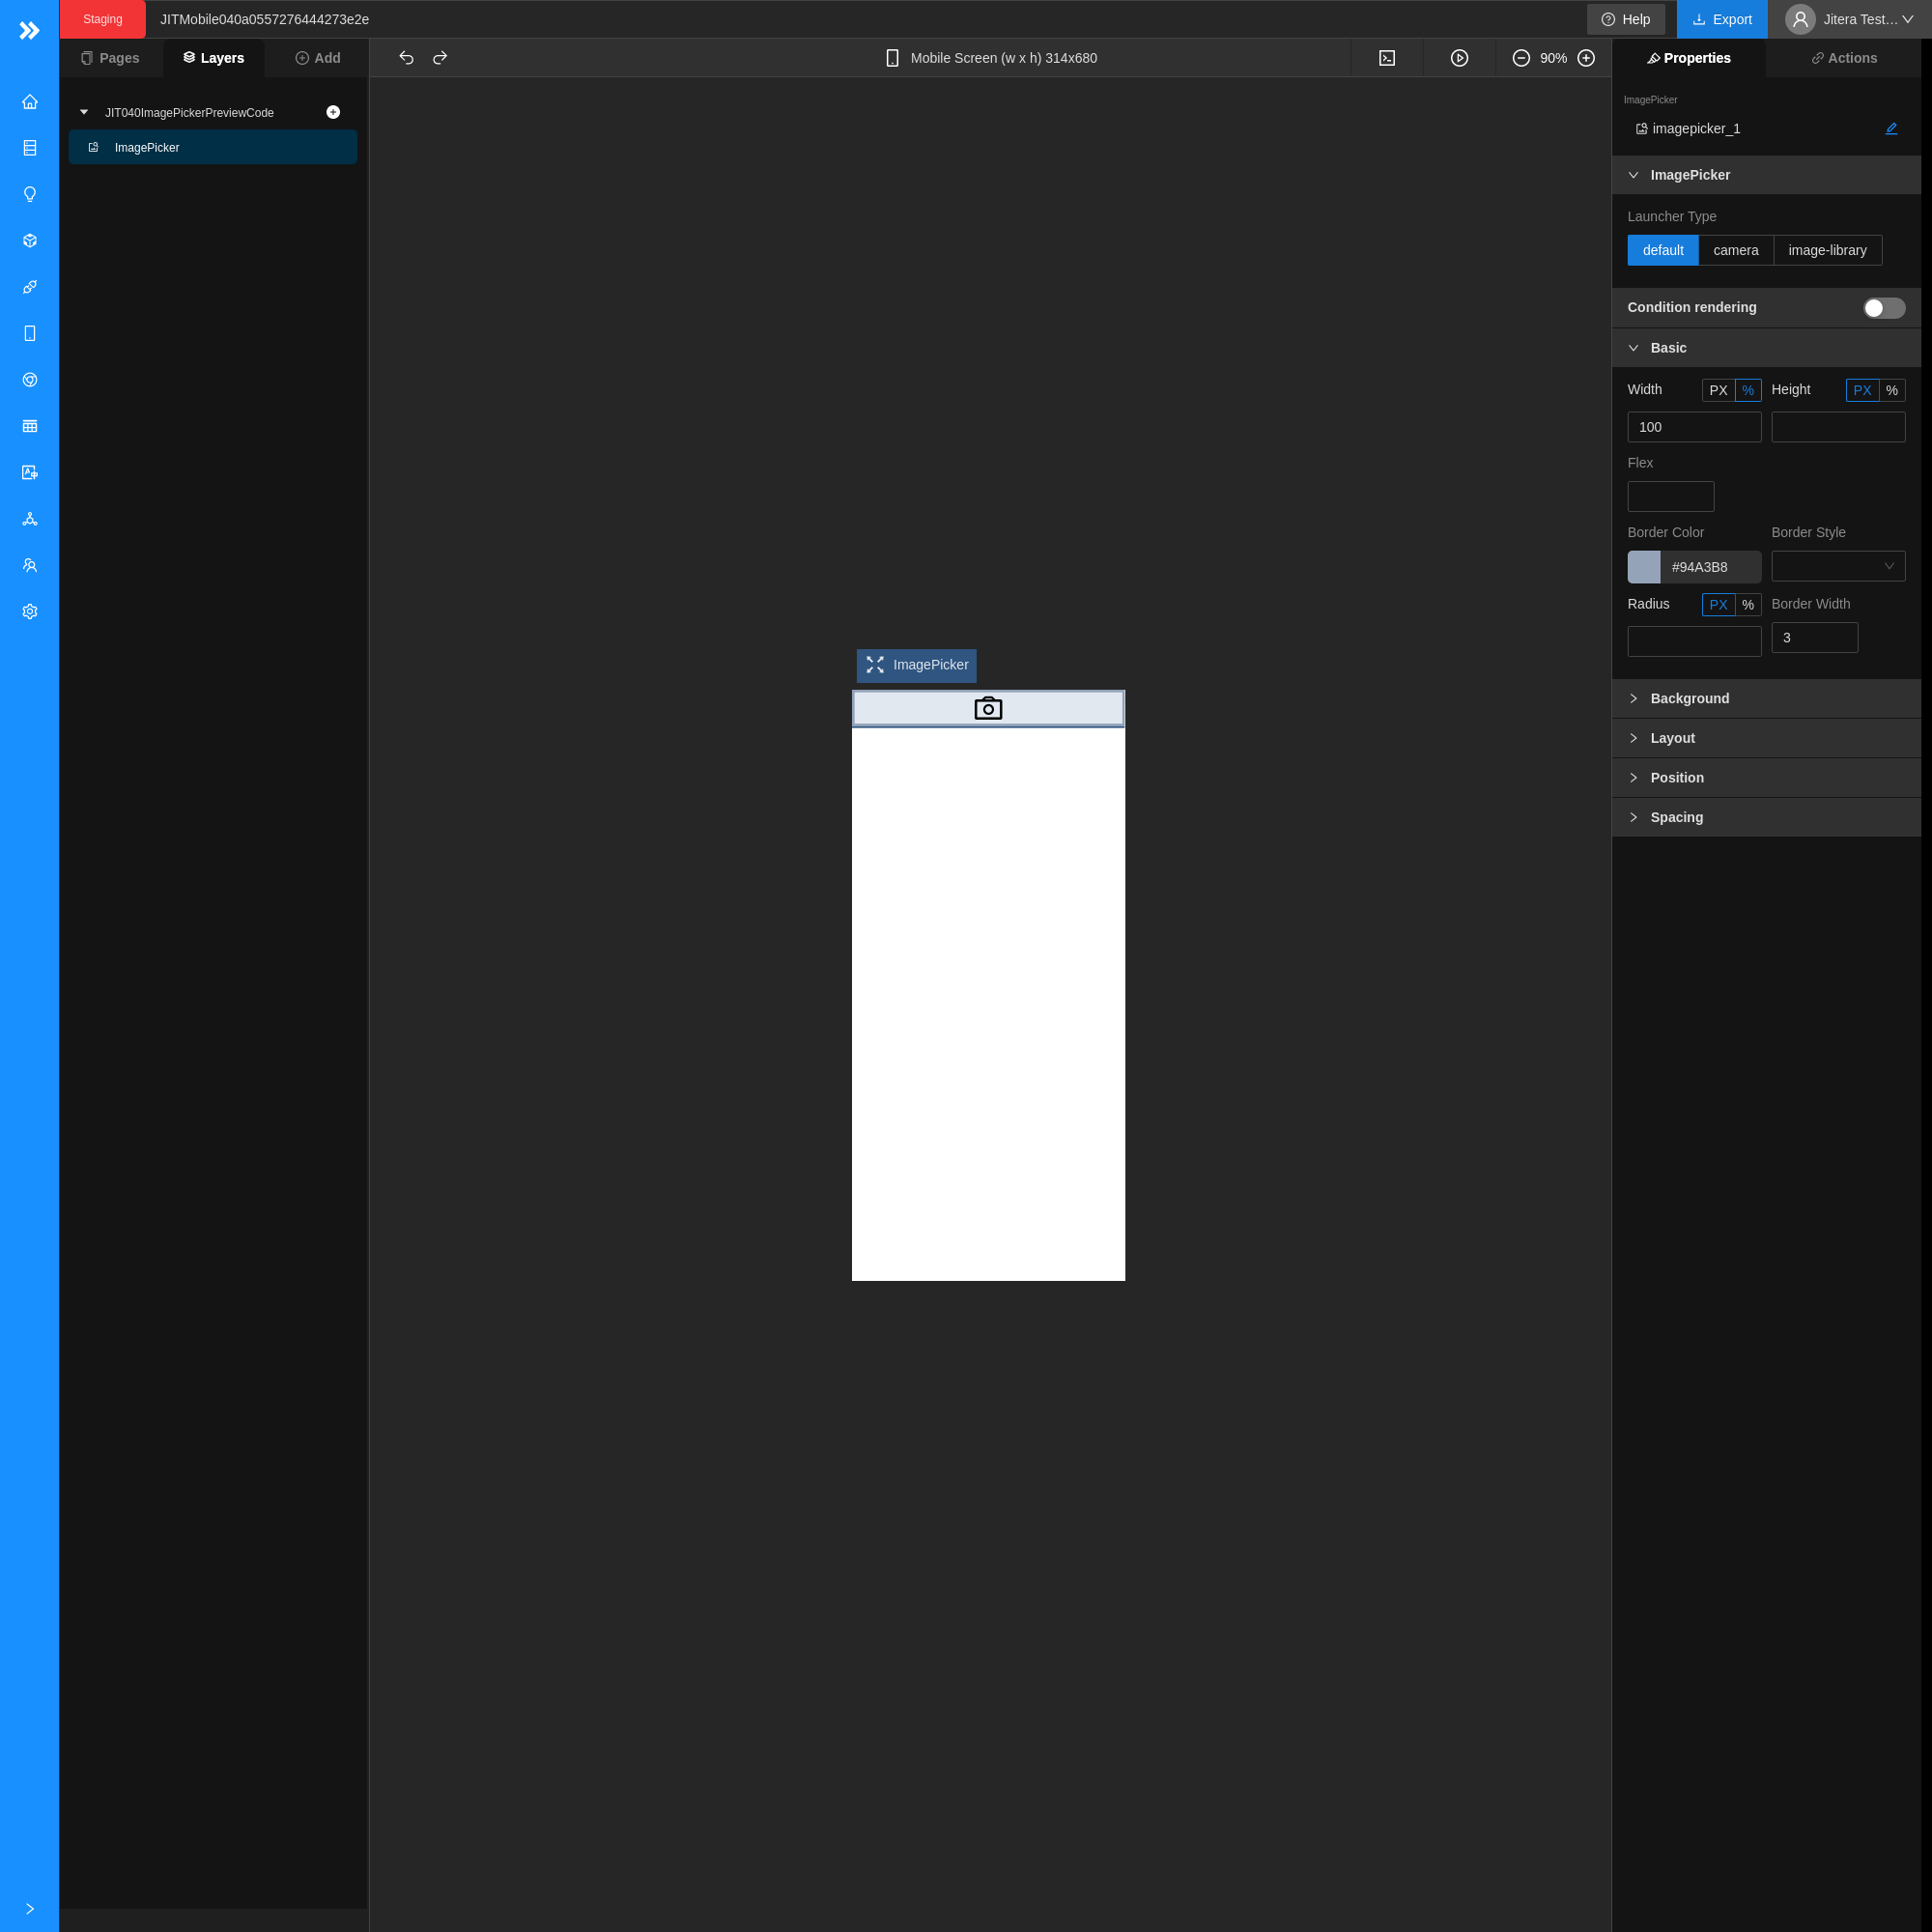 Staging
JITMobile040a0557276444273e2e
Help
Export
Jitera Test...
Pages
Layers
Add
Mobile Screen (w x h) 314x680
90%
Properties
Actions
JIT040ImagePickerPreviewCode
ImagePicker
ImagePicker
imagepicker_1
ImagePicker
Launcher Type
default
camera
image-library
Condition rendering
Basic
Width
PX
%
Height
PX
%
100
Flex
Border Color
Border Style
#94A3B8
Radius
PX
%
Border Width
3
ImagePicker
Background
Layout
Position
Spacing